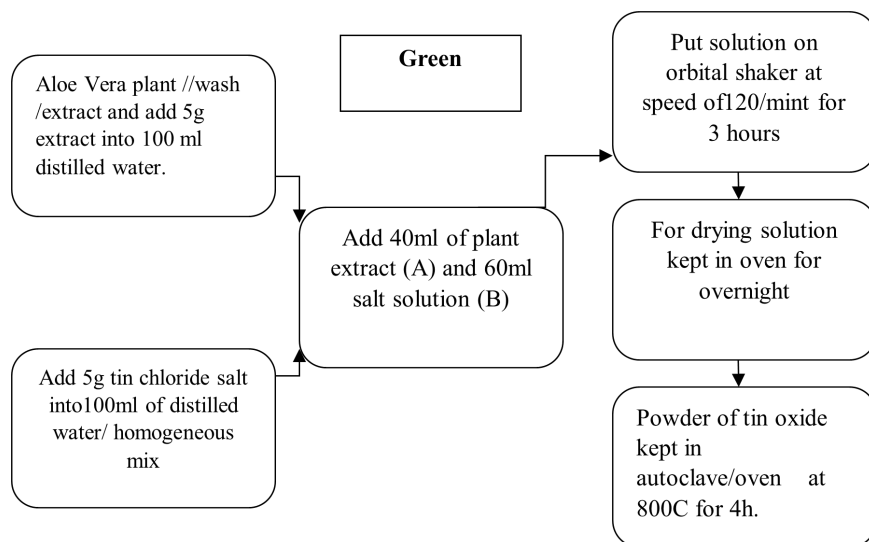 Green
Aloe Vera plant //wash
/extract and add 5g
extract into 100 ml
distilled water.
Add 5g tin chloride salt
into100ml of distilled
water/ homogeneous
mix
Add 40ml of plant
extract (A) and 60ml
salt solution (B)
Put solution on
orbital shaker at
speed of120/mint for
3 hours
For drying solution
kept in oven for
overnight
Powder of tin oxide
kept in
autoclave/oven at
800C for 4h.